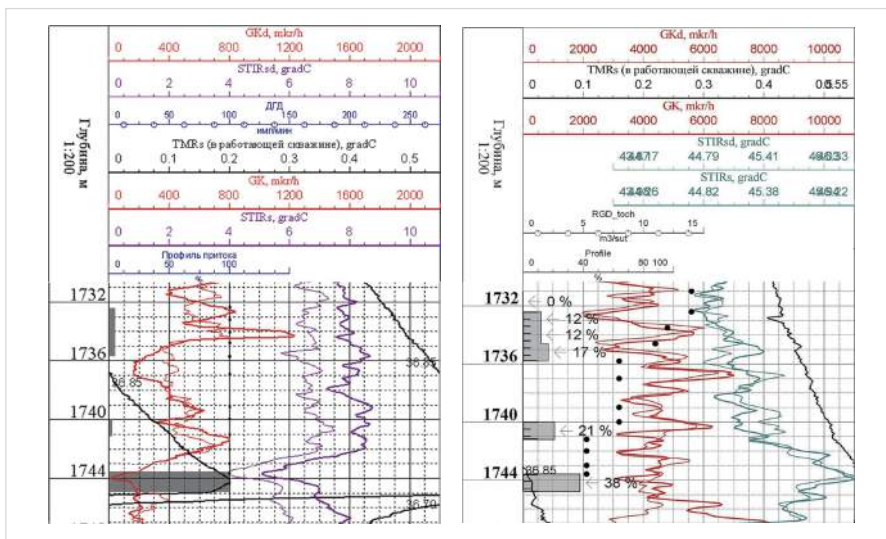 GKd, mkr/h
0 400 800 1200 1600 2000
STIRsd, gradC
0 2 4 6 8 10
ДГД
0 50 100 150 200 250
имп/мин
TMRs (в работающей скважине), gradC
0 0.1 0.2 0.3 0.4 0.5
GK, mkr/h
0 400 800 1200 1600 2000
STIRs, gradC
0 2 4 6 8 10
Профиль притока
0 50 100
%
Глубина, м
1:200
1732
1736
1740
1744
36.85
36.85
36.70
GKd, mkr/h
0 2000 4000 6000 8000 10000
TMRs (в работающей скважине), gradC
0 0.1 0.2 0.3 0.4
GK, mkr/h
0 2000 4000 6000 8000 10000
STIRsd, gradC
44.79 45.41
STIRs, gradC
44.82 45.38
RGD_toch
0 5 10 15
m3/sut
Profile
0 40 80 100
%
Глубина, м
1:200
1732
1736
1740
1744
0 %
12 %
12 %
17 %
21 %
38 %
36.85